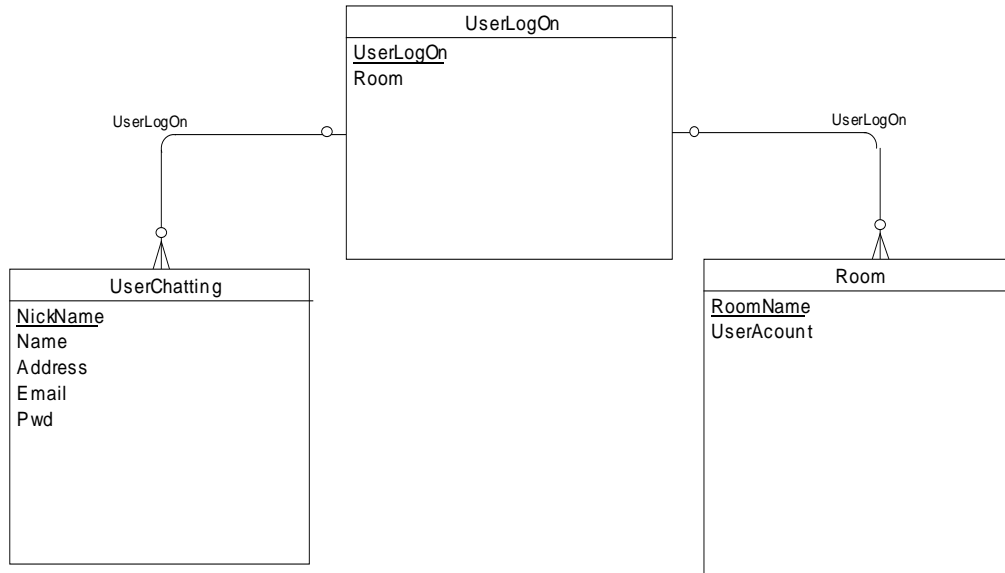 UserLogOn
UserLogOn
Room
UserLogOn
UserLogOn
UserChatting
NickName
Name
Address
Email
Pwd
Room
RoomName
UserAcount